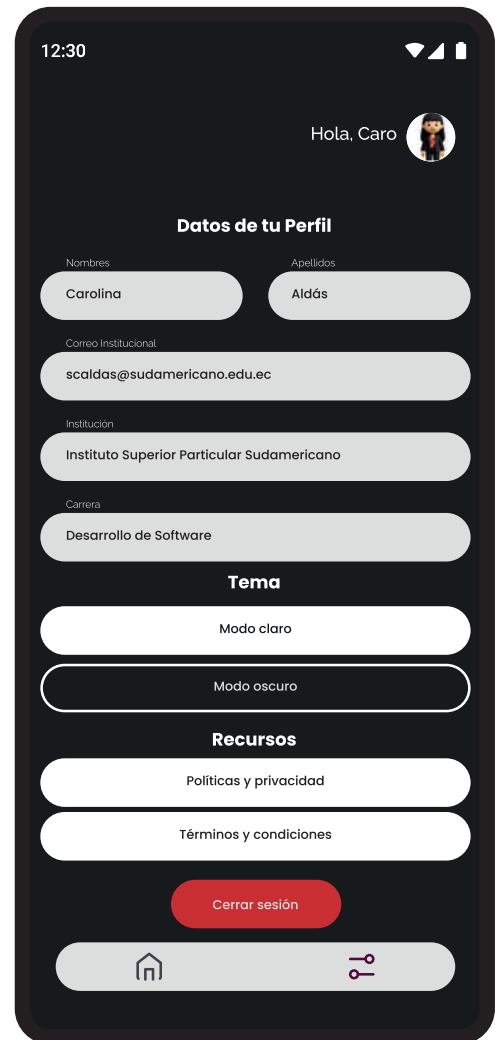 12:30
Hola, Caro
Datos de tu Perfil
Nombres
Apellidos
Carolina
Aldás
Correo Institucional
scaldas@sudamericano.edu.ec
Institución
Instituto Superior Particular Sudamericano
Carrera
Desarrollo de Software
Tema
Modo claro
Modo oscuro
Recursos
Políticas y privacidad
Términos y condiciones
Cerrar sesión